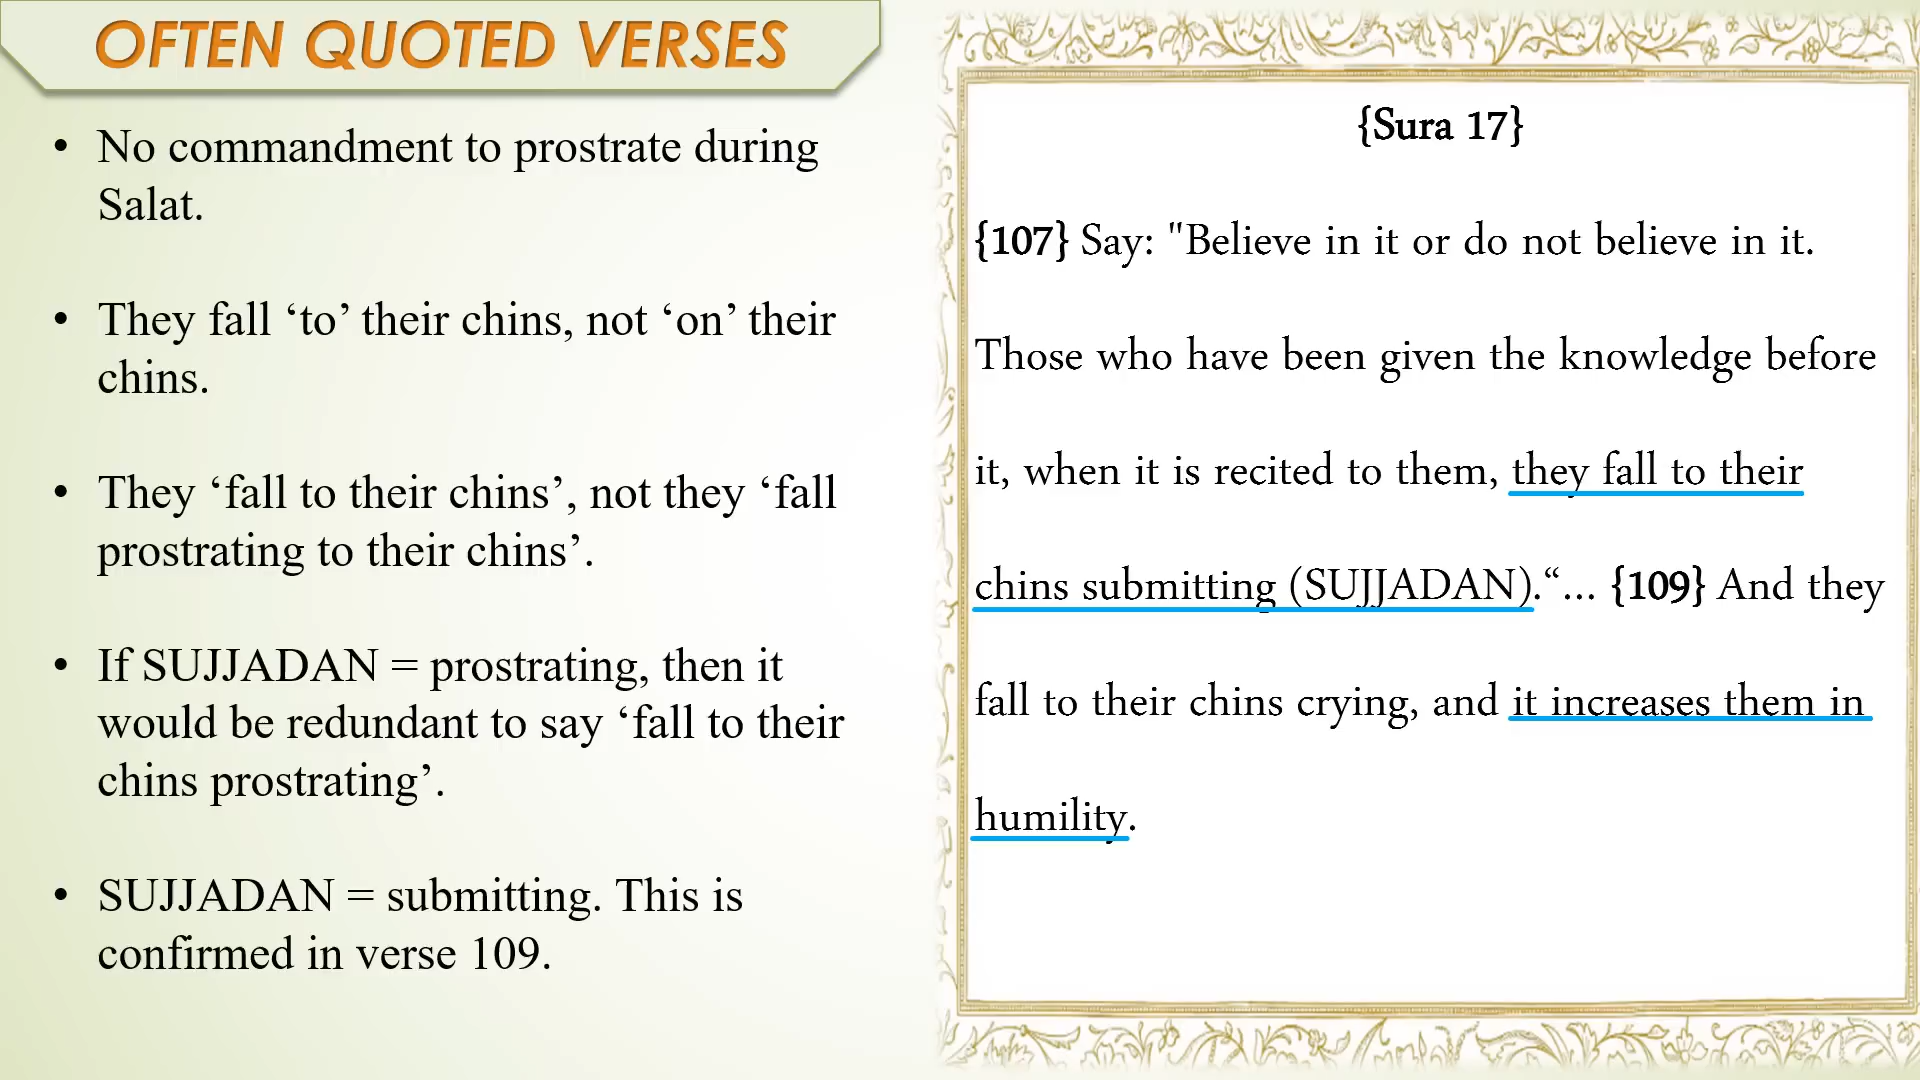 OFTEN QUOTED VERSES
• No commandment to prostrate during
Salat.
• They fall ‘to’ their chins, not ‘on’ their
chins.
• They ‘fall to their chins’, not they ‘fall
prostrating to their chins’.
• If SUJJADAN = prostrating, then it
would be redundant to say ‘fall to their
chins prostrating’.
• SUJJADAN = submitting. This is
confirmed in verse 109.
{Sura 17}
{107} Say: "Believe in it or do not believe in it.
Those who have been given the knowledge before
it, when it is recited to them, they fall to their
chins submitting (SUJJADAN).“... {109} And they
fall to their chins crying, and it increases them in
humility.